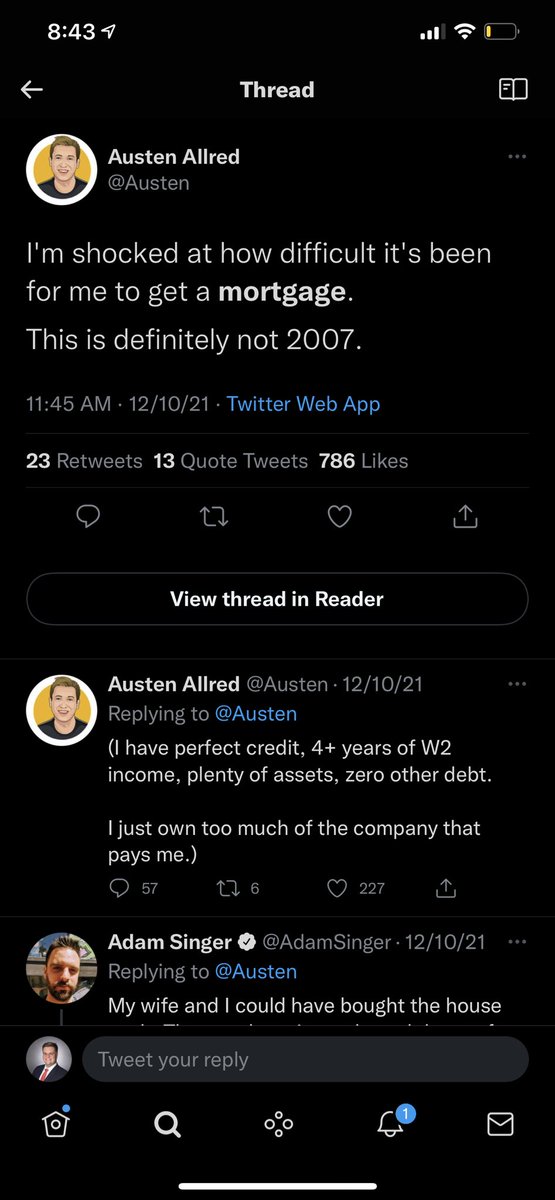 8:43
Thread
Austen Allred
@Austen
I'm shocked at how difficult it's been
for me to get a mortgage.
This is definitely not 2007.
11:45 AM · 12/10/21 · Twitter Web App
23 Retweets 13 Quote Tweets 786 Likes
View thread in Reader
Austen Allred @Austen · 12/10/21
Replying to @Austen
(I have perfect credit, 4+ years of W2
income, plenty of assets, zero other debt.
I just own too much of the company that
pays me.)
57 6 227
Adam Singer @AdamSinger · 12/10/21
Replying to @Austen
My wife and I could have bought the house
Tweet your reply
1